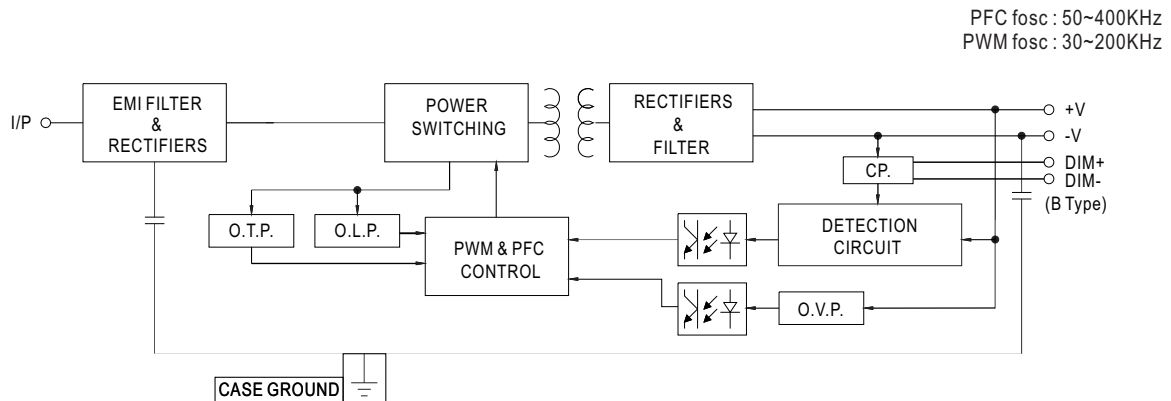 PFC fosc : 50~400KHz
PWM fosc : 30~200KHz
I/P
EMI FILTER
&
RECTIFIERS
POWER
SWITCHING
RECTIFIERS
&
FILTER
+V
-V
DIM+
DIM-
(B Type)
CP.
O.T.P.
O.L.P.
PWM & PFC
CONTROL
DETECTION
CIRCUIT
O.V.P.
CASE GROUND